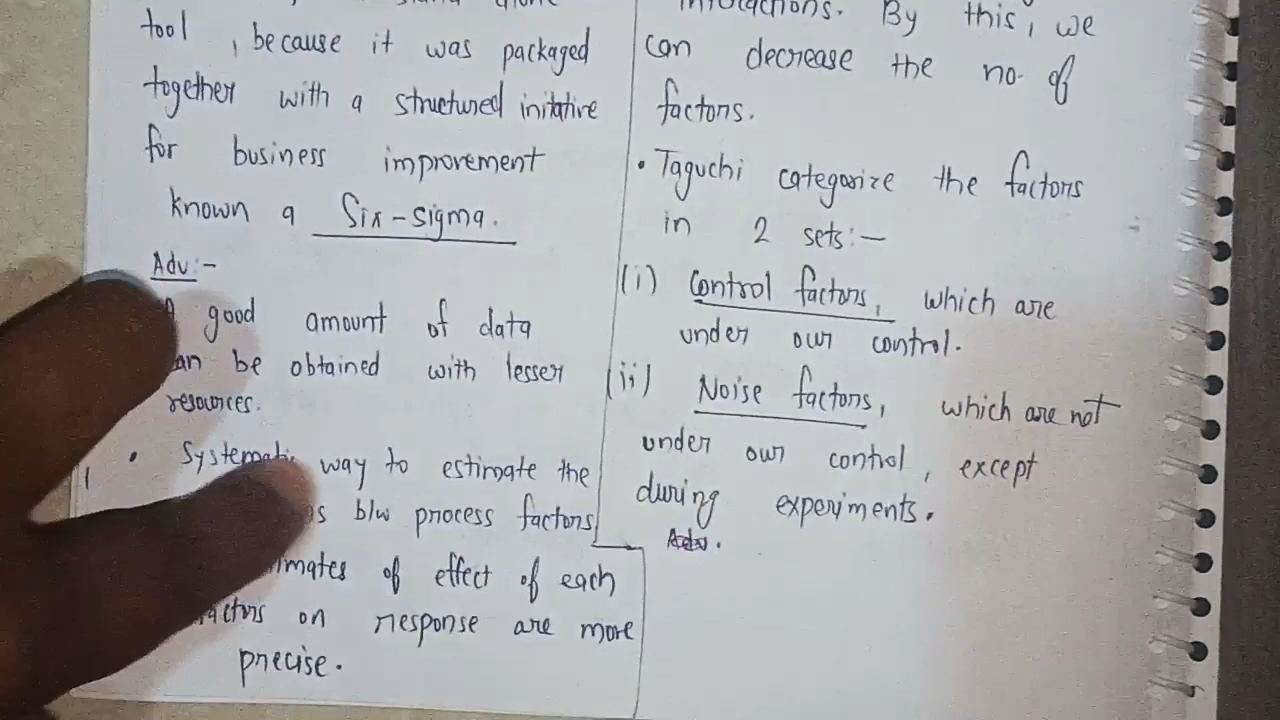 tool , because it was packaged
together with a structured initative
for business improvement
known a Six-sigma.
Adv:-
good amount of data
be obtained with lesser
resources.
• Systematic way to estimate the
b/w process factors
of effect of each
on response are more
precise.
By this, we
can decrease the no. of
factors.
• Taguchi categorize the factors
in 2 sets:-
(i) Control factors, which are
under our control.
(ii) Noise factors, which are not
under our control, except
during experiments.